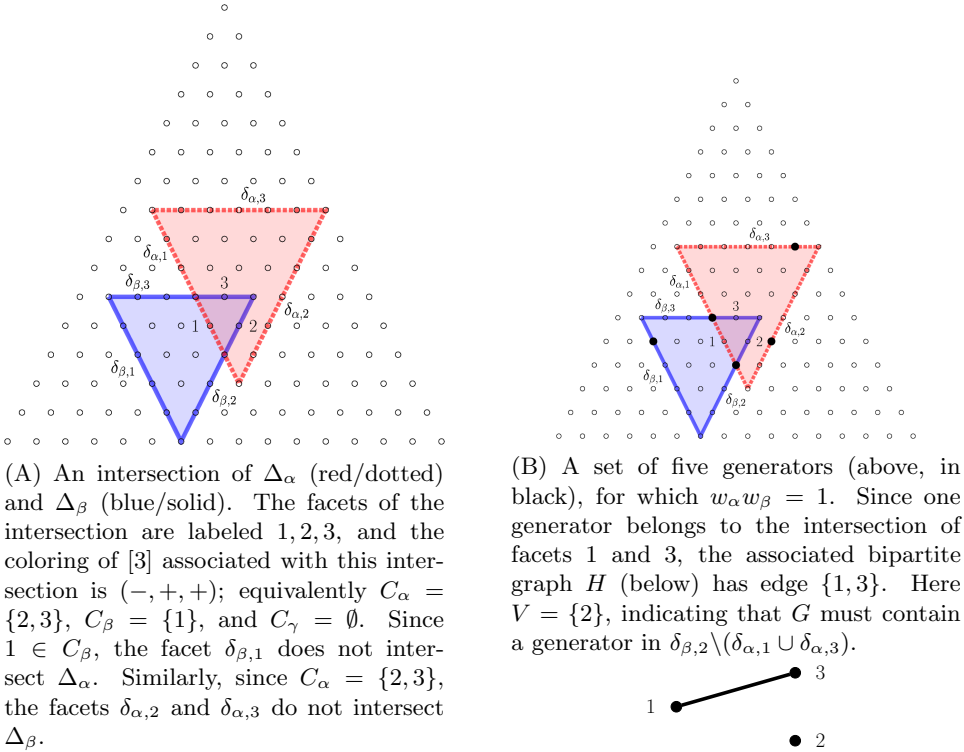 δα,3
δα,1
δβ,3
3
δα,2
1
2
δβ,1
δβ,2
(A) An intersection of Δα (red/dotted)
and Δβ (blue/solid). The facets of the
intersection are labeled 1, 2, 3, and the
coloring of [3] associated with this inter-
section is (−, +, +); equivalently Cα =
{2, 3}, Cβ = {1}, and Cγ = ∅. Since
1 ∈ Cβ, the facet δβ,1 does not inter-
sect Δα. Similarly, since Cα = {2, 3},
the facets δα,2 and δα,3 do not intersect
Δβ.
δα,3
δα,1
δβ,3
3
δα,2
1
2
δβ,1
δβ,2
(B) A set of five generators (above, in
black), for which wαwβ = 1. Since one
generator belongs to the intersection of
facets 1 and 3, the associated bipartite
graph H (below) has edge {1, 3}. Here
V = {2}, indicating that G must contain
a generator in δβ,2\(δα,1 ∪ δα,3).
3
1
2